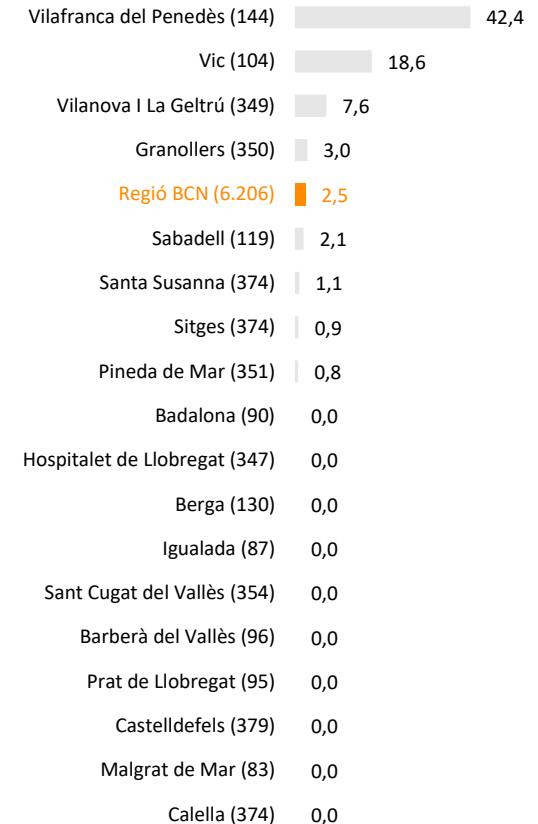 Vilafranca del Penedès (144) 42,4
Vic (104) 18,6
Vilanova I La Geltrú (349) 7,6
Granollers (350) 3,0
Regió BCN (6.206) 2,5
Sabadell (119) 2,1
Santa Susanna (374) 1,1
Sitges (374) 0,9
Pineda de Mar (351) 0,8
Badalona (90) 0,0
Hospitalet de Llobregat (347) 0,0
Berga (130) 0,0
Igualada (87) 0,0
Sant Cugat del Vallès (354) 0,0
Barberà del Vallès (96) 0,0
Prat de Llobregat (95) 0,0
Castelldefels (379) 0,0
Malgrat de Mar (83) 0,0
Calella (374) 0,0